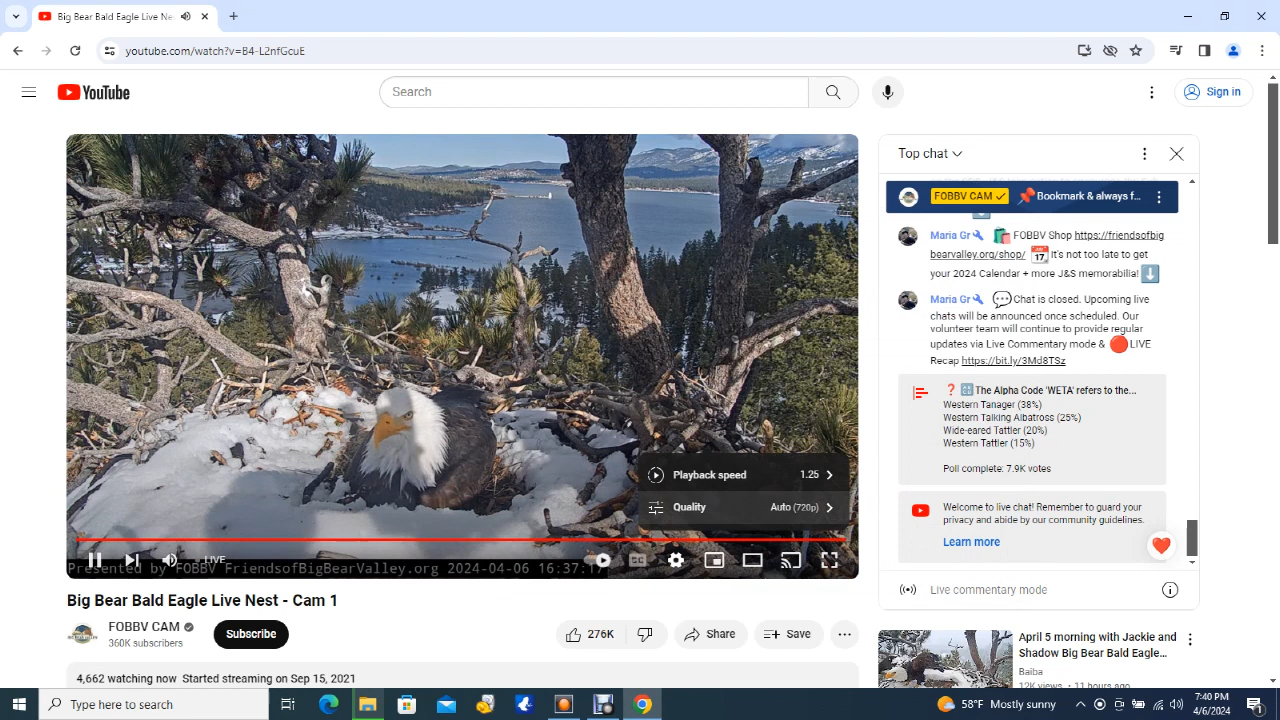 Big Bear Bald Eagle Live Ne
youtube.com/watch?v=B4-L2nfGcuE
YouTube
Search
Sign in
Top chat
FOBBV CAM 📌Bookmark & always f...
Maria Gr 🛍️ FOBBV Shop https://friendsofbig
bearvalley.org/shop/ 📆 It's not too late to get
your 2024 Calendar + more J&S memorabilia! ⬇️
Maria Gr 💬Chat is closed. Upcoming live
chats will be announced once scheduled. Our
volunteer team will continue to provide regular
updates via Live Commentary mode & 🔴LIVE
Recap https://bit.ly/3Md8TSz
❓🔠The Alpha Code 'WETA' refers to the...
Western Tanager (38%)
Western Talking Albatross (25%)
Wide-eared Tattler (20%)
Western Tattler (15%)
Poll complete: 7.9K votes
Welcome to live chat! Remember to guard your
privacy and abide by our community guidelines.
Learn more
Live commentary mode
Playback speed 1.25
Quality Auto (720p)
LIVE
CC
Presented by FOBBV FriendsofBigBearValley.org 2024-04-06 16:37:17
Big Bear Bald Eagle Live Nest - Cam 1
FOBBV CAM
360K subscribers
Subscribe
276K
Share
Save
4,662 watching now Started streaming on Sep 15, 2021
April 5 morning with Jackie and
Shadow Big Bear Bald Eagle...
Baiba
12K views • 11 hours ago
Type here to search
58°F Mostly sunny
7:40 PM
4/6/2024
1